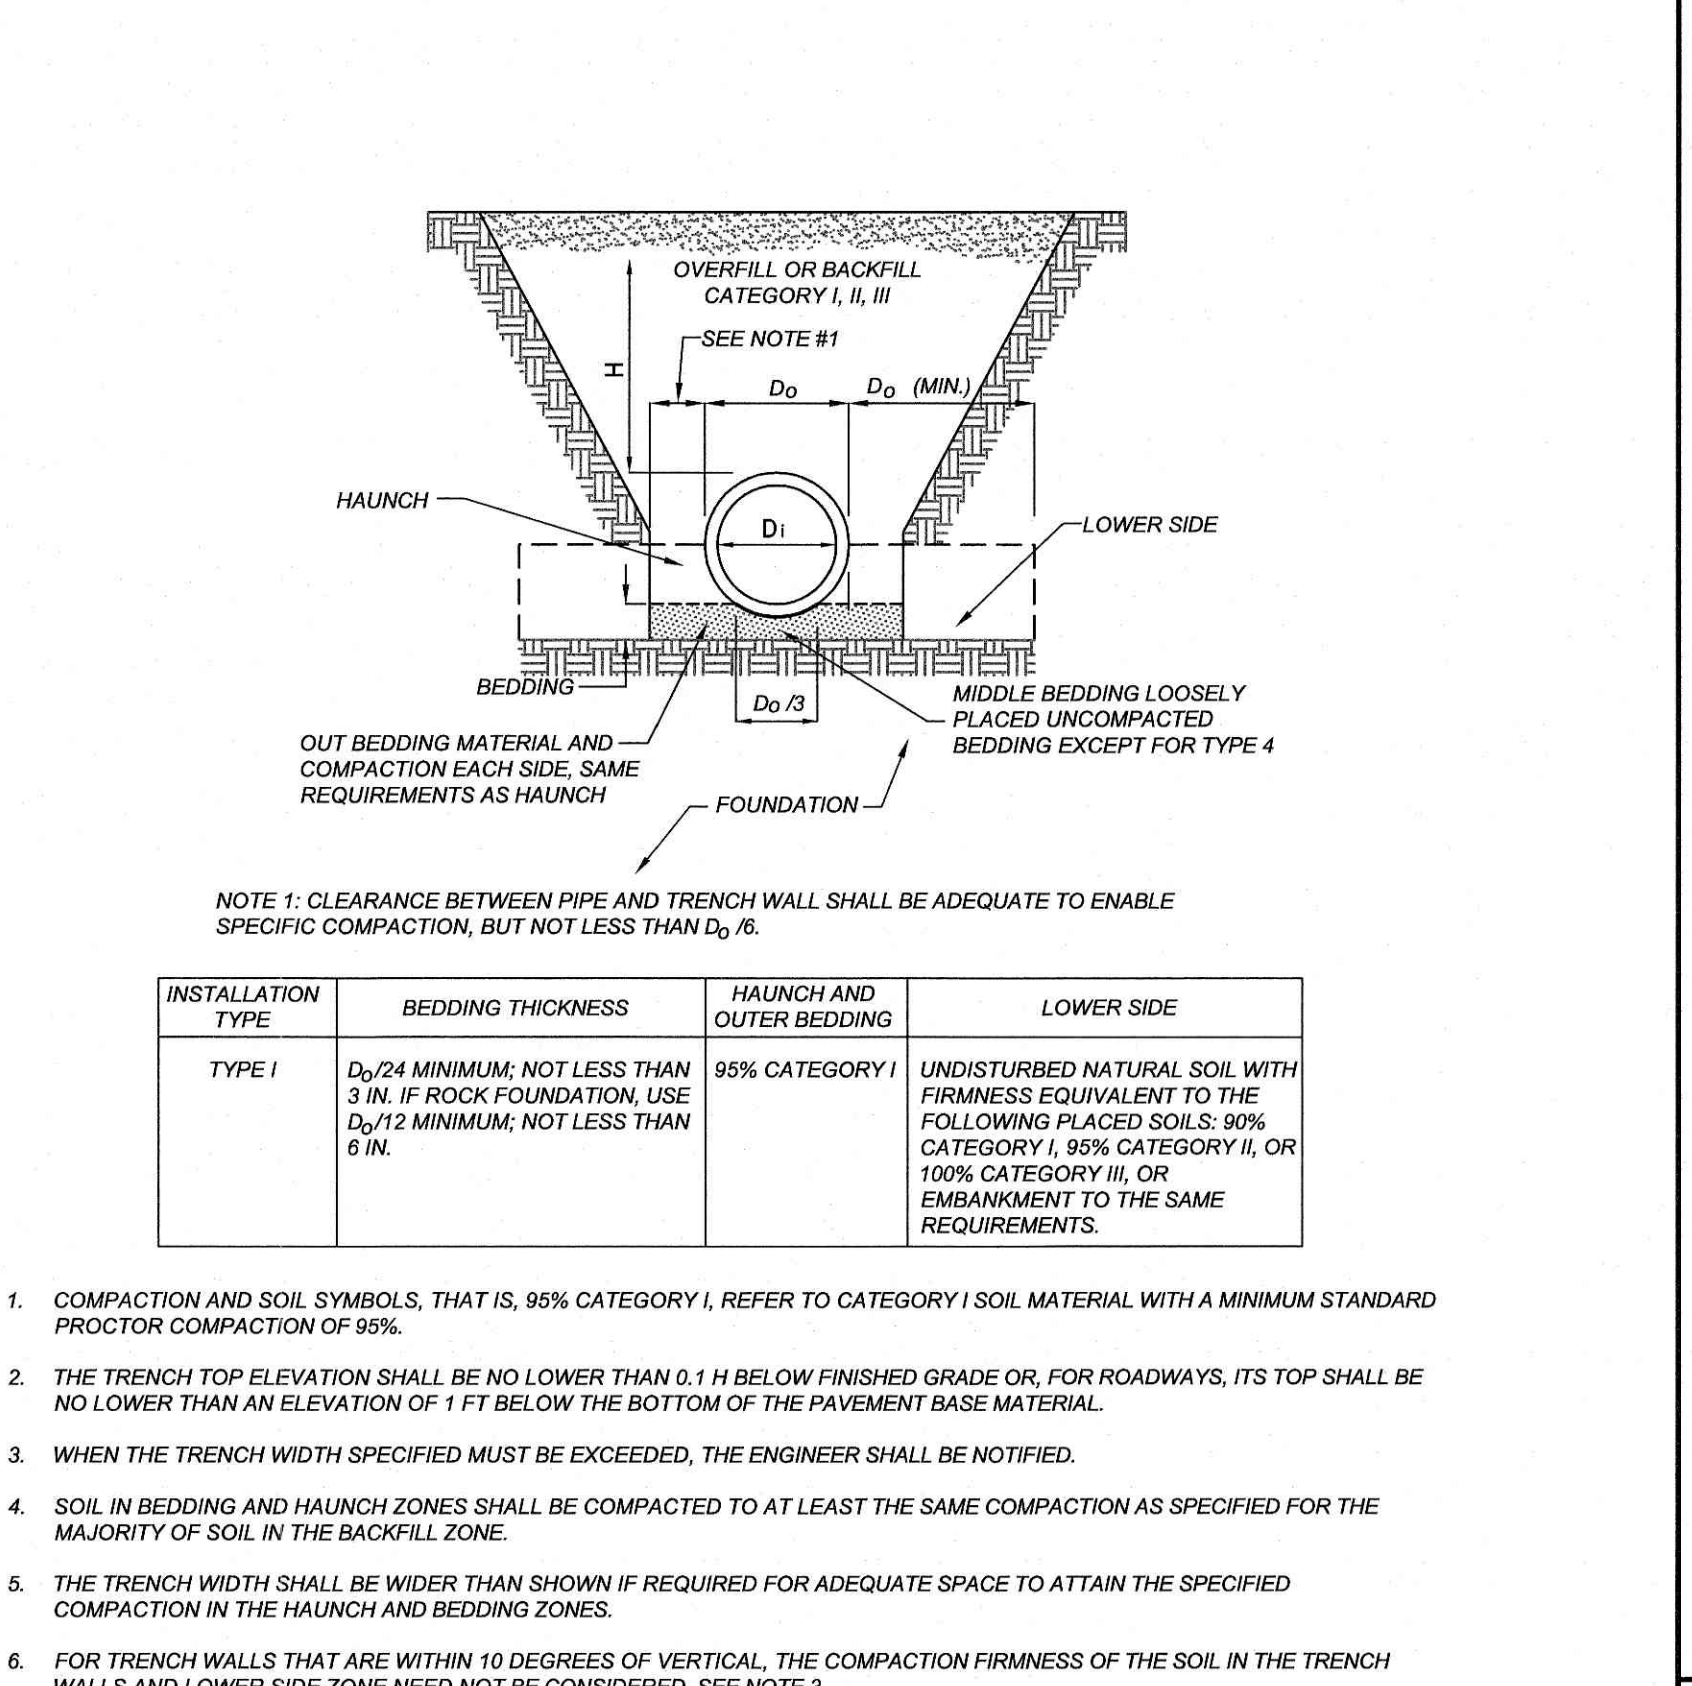 OVERFILL OR BACKFILL
CATEGORY I, II, III
SEE NOTE #1
H
Do
Do (MIN.)
HAUNCH
Di
LOWER SIDE
BEDDING
Do /3
MIDDLE BEDDING LOOSELY
PLACED UNCOMPACTED
BEDDING EXCEPT FOR TYPE 4
OUT BEDDING MATERIAL AND
COMPACTION EACH SIDE, SAME
REQUIREMENTS AS HAUNCH
FOUNDATION
NOTE 1: CLEARANCE BETWEEN PIPE AND TRENCH WALL SHALL BE ADEQUATE TO ENABLE
SPECIFIC COMPACTION, BUT NOT LESS THAN Do /6.
INSTALLATION
TYPE
BEDDING THICKNESS
HAUNCH AND
OUTER BEDDING
LOWER SIDE
TYPE I
Do/24 MINIMUM; NOT LESS THAN
3 IN. IF ROCK FOUNDATION, USE
Do/12 MINIMUM; NOT LESS THAN
6 IN.
95% CATEGORY I
UNDISTURBED NATURAL SOIL WITH
FIRMNESS EQUIVALENT TO THE
FOLLOWING PLACED SOILS: 90%
CATEGORY I, 95% CATEGORY II, OR
100% CATEGORY III, OR
EMBANKMENT TO THE SAME
REQUIREMENTS.
1. COMPACTION AND SOIL SYMBOLS, THAT IS, 95% CATEGORY I, REFER TO CATEGORY I SOIL MATERIAL WITH A MINIMUM STANDARD
PROCTOR COMPACTION OF 95%.
2. THE TRENCH TOP ELEVATION SHALL BE NO LOWER THAN 0.1 H BELOW FINISHED GRADE OR, FOR ROADWAYS, ITS TOP SHALL BE
NO LOWER THAN AN ELEVATION OF 1 FT BELOW THE BOTTOM OF THE PAVEMENT BASE MATERIAL.
3. WHEN THE TRENCH WIDTH SPECIFIED MUST BE EXCEEDED, THE ENGINEER SHALL BE NOTIFIED.
4. SOIL IN BEDDING AND HAUNCH ZONES SHALL BE COMPACTED TO AT LEAST THE SAME COMPACTION AS SPECIFIED FOR THE
MAJORITY OF SOIL IN THE BACKFILL ZONE.
5. THE TRENCH WIDTH SHALL BE WIDER THAN SHOWN IF REQUIRED FOR ADEQUATE SPACE TO ATTAIN THE SPECIFIED
COMPACTION IN THE HAUNCH AND BEDDING ZONES.
6. FOR TRENCH WALLS THAT ARE WITHIN 10 DEGREES OF VERTICAL, THE COMPACTION FIRMNESS OF THE SOIL IN THE TRENCH
WALLS AND LOWER SIDE ZONE NEED NOT BE CONSIDERED. SEE NOTE